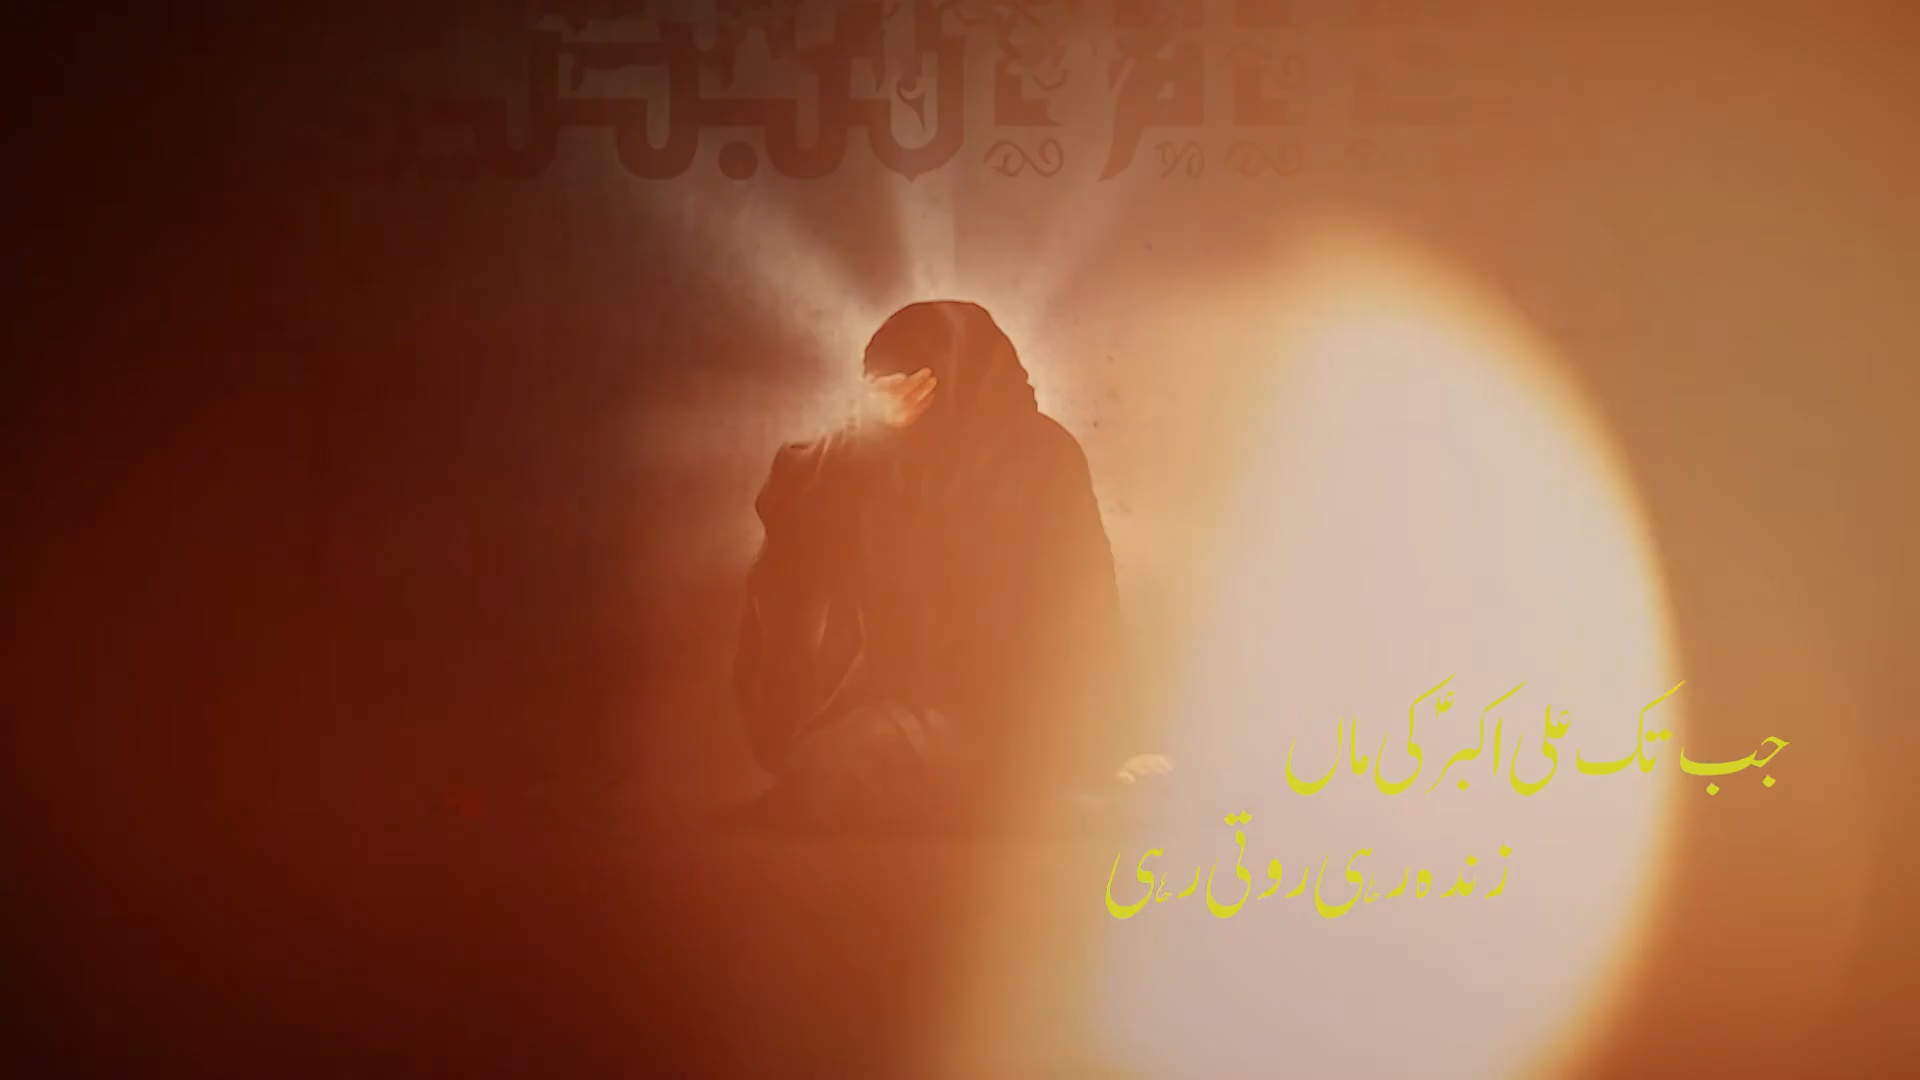 جب تک علی اکبرؑ کی ماں
زندہ رہی روتی رہی